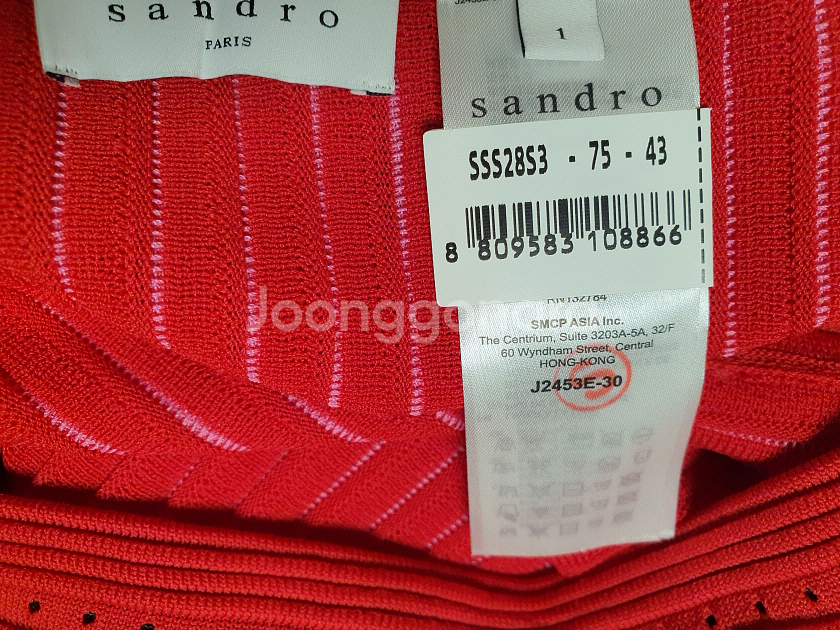 sandro
PARIS
1
sandro
SSS28S3 - 75 - 43
8 809583 108866
RN132784
SMCP ASIA Inc.
The Centrium, Suite 3203A-5A, 32/F
60 Wyndham Street, Central
HONG-KONG
J2453E-30